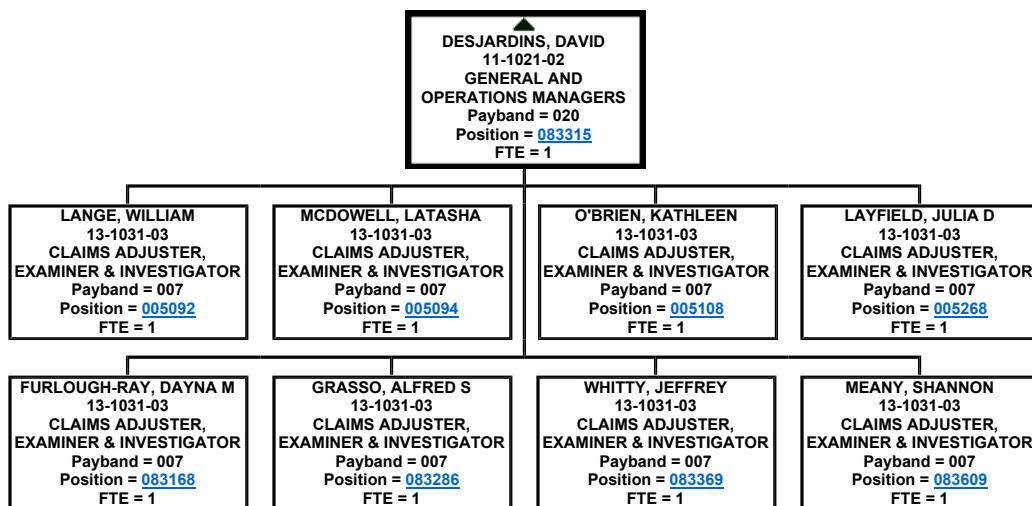 DESJARDINS, DAVID
11-1021-02
GENERAL AND
OPERATIONS MANAGERS
Payband = 020
Position = 083315
FTE = 1
LANGE, WILLIAM
13-1031-03
CLAIMS ADJUSTER,
EXAMINER & INVESTIGATOR
Payband = 007
Position = 005092
FTE = 1
MCDOWELL, LATASHA
13-1031-03
CLAIMS ADJUSTER,
EXAMINER & INVESTIGATOR
Payband = 007
Position = 005094
FTE = 1
O'BRIEN, KATHLEEN
13-1031-03
CLAIMS ADJUSTER,
EXAMINER & INVESTIGATOR
Payband = 007
Position = 005108
FTE = 1
LAYFIELD, JULIA D
13-1031-03
CLAIMS ADJUSTER,
EXAMINER & INVESTIGATOR
Payband = 007
Position = 005268
FTE = 1
FURLOUGH-RAY, DAYNA M
13-1031-03
CLAIMS ADJUSTER,
EXAMINER & INVESTIGATOR
Payband = 007
Position = 083168
FTE = 1
GRASSO, ALFRED S
13-1031-03
CLAIMS ADJUSTER,
EXAMINER & INVESTIGATOR
Payband = 007
Position = 083286
FTE = 1
WHITTY, JEFFREY
13-1031-03
CLAIMS ADJUSTER,
EXAMINER & INVESTIGATOR
Payband = 007
Position = 083369
FTE = 1
MEANY, SHANNON
13-1031-03
CLAIMS ADJUSTER,
EXAMINER & INVESTIGATOR
Payband = 007
Position = 083609
FTE = 1